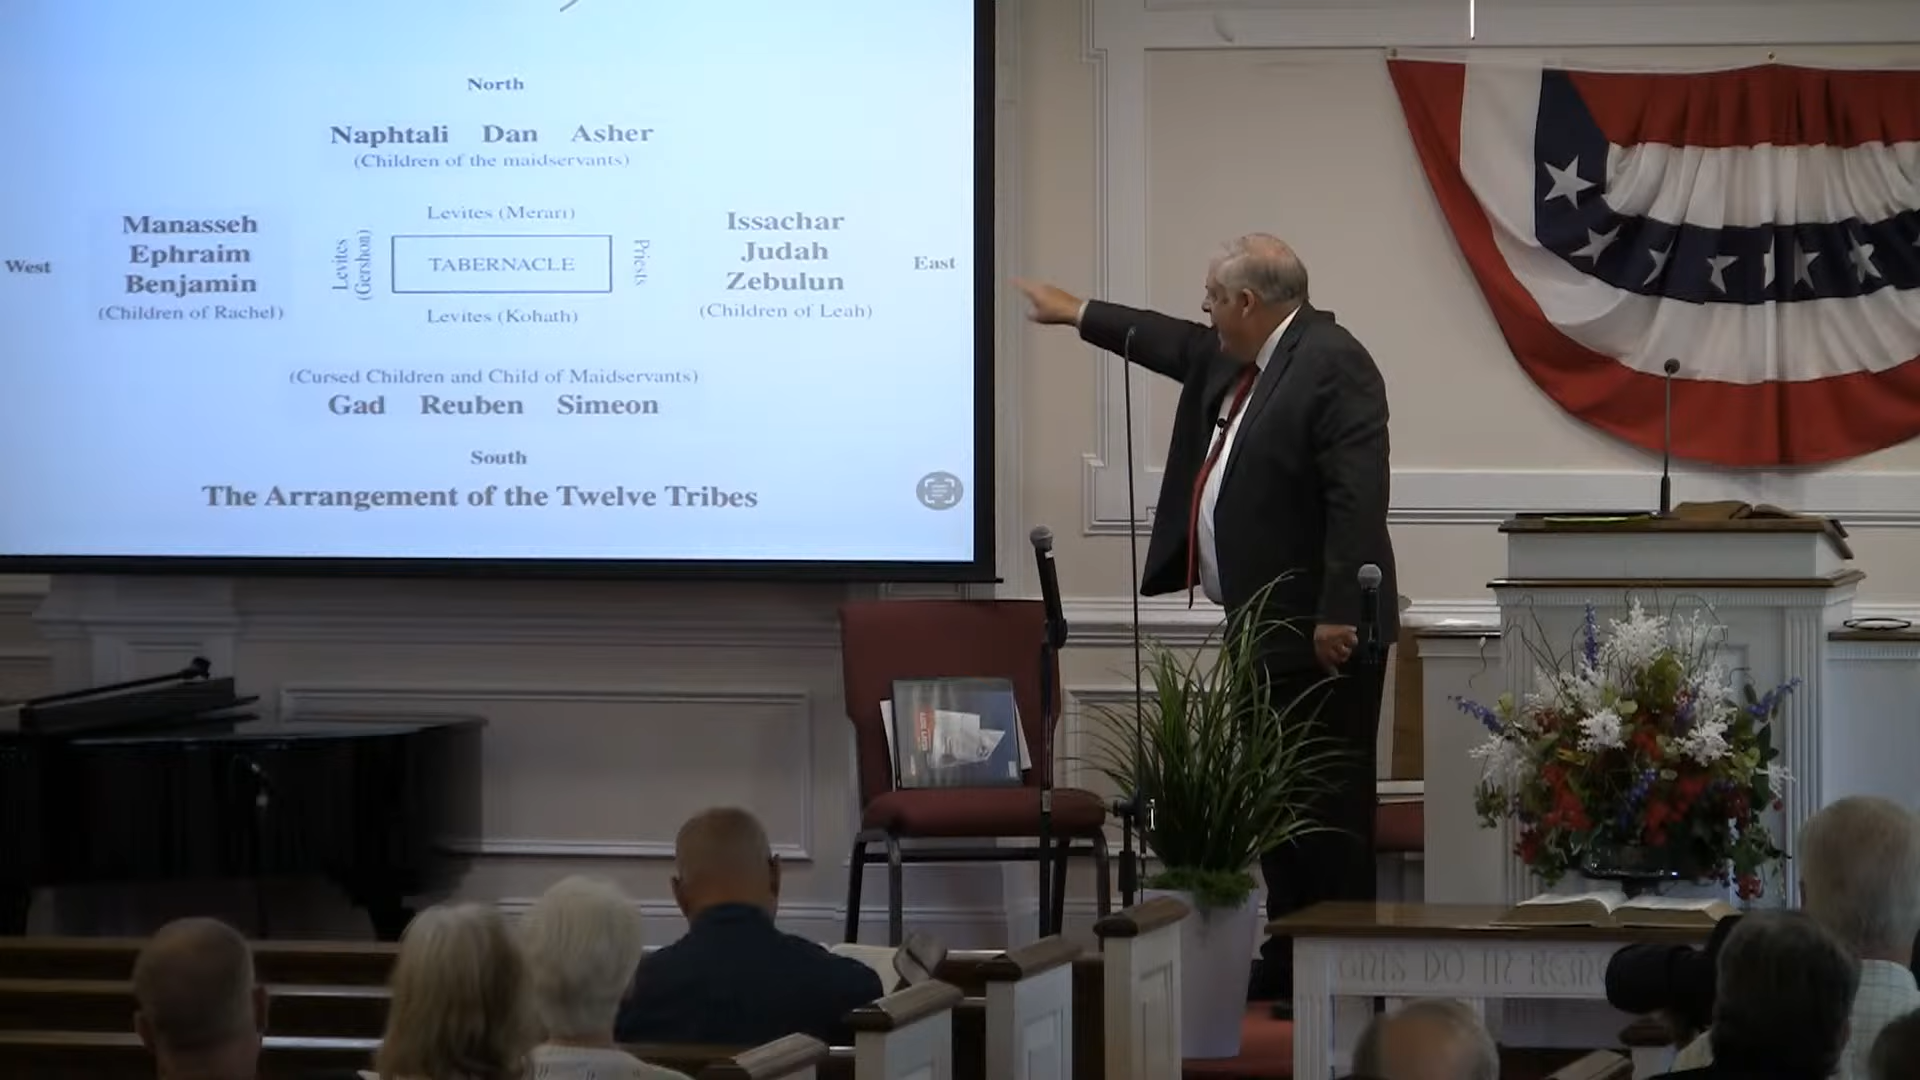 North
Naphtali Dan Asher
(Children of the maidservants)
Levites (Merari)
Manasseh
Ephraim
Benjamin
(Children of Rachel)
West
Levites
(Gershon)
TABERNACLE
Priests
Issachar
Judah
Zebulun
(Children of Leah)
East
Levites (Kohath)
(Cursed Children and Child of Maidservants)
Gad Reuben Simeon
South
The Arrangement of the Twelve Tribes
DO IN